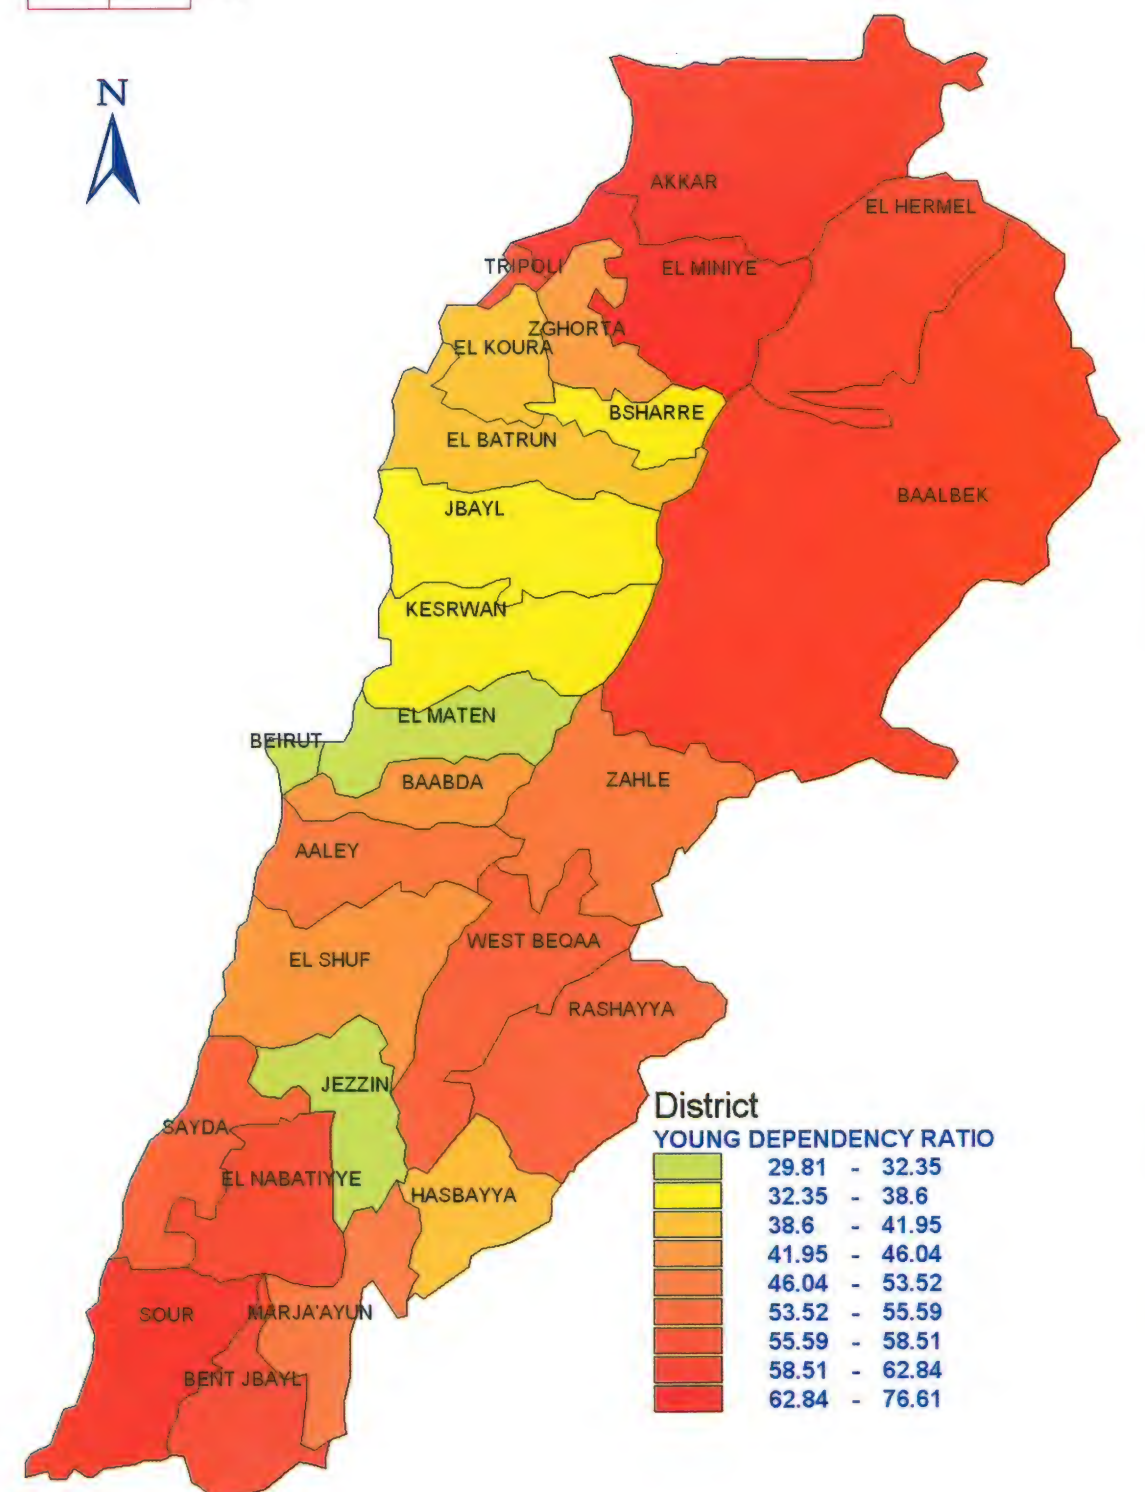 N
AKKAR
EL HERMEL
TRIPOLI
EL MINIYE
ZGHORTA
EL KOURA
BSHARRE
EL BATRUN
BAALBEK
JBAYL
KESRWAN
EL MATEN
BEIRUT
BAABDA
ZAHLE
AALEY
WEST BEQAA
EL SHUF
RASHAYYA
JEZZIN
SAYDA
EL NABATIYYE
HASBAYYA
SOUR
MARJA'AYUN
BENT JBAYL
District
YOUNG DEPENDENCY RATIO
29.81 - 32.35
32.35 - 38.6
38.6 - 41.95
41.95 - 46.04
46.04 - 53.52
53.52 - 55.59
55.59 - 58.51
58.51 - 62.84
62.84 - 76.61